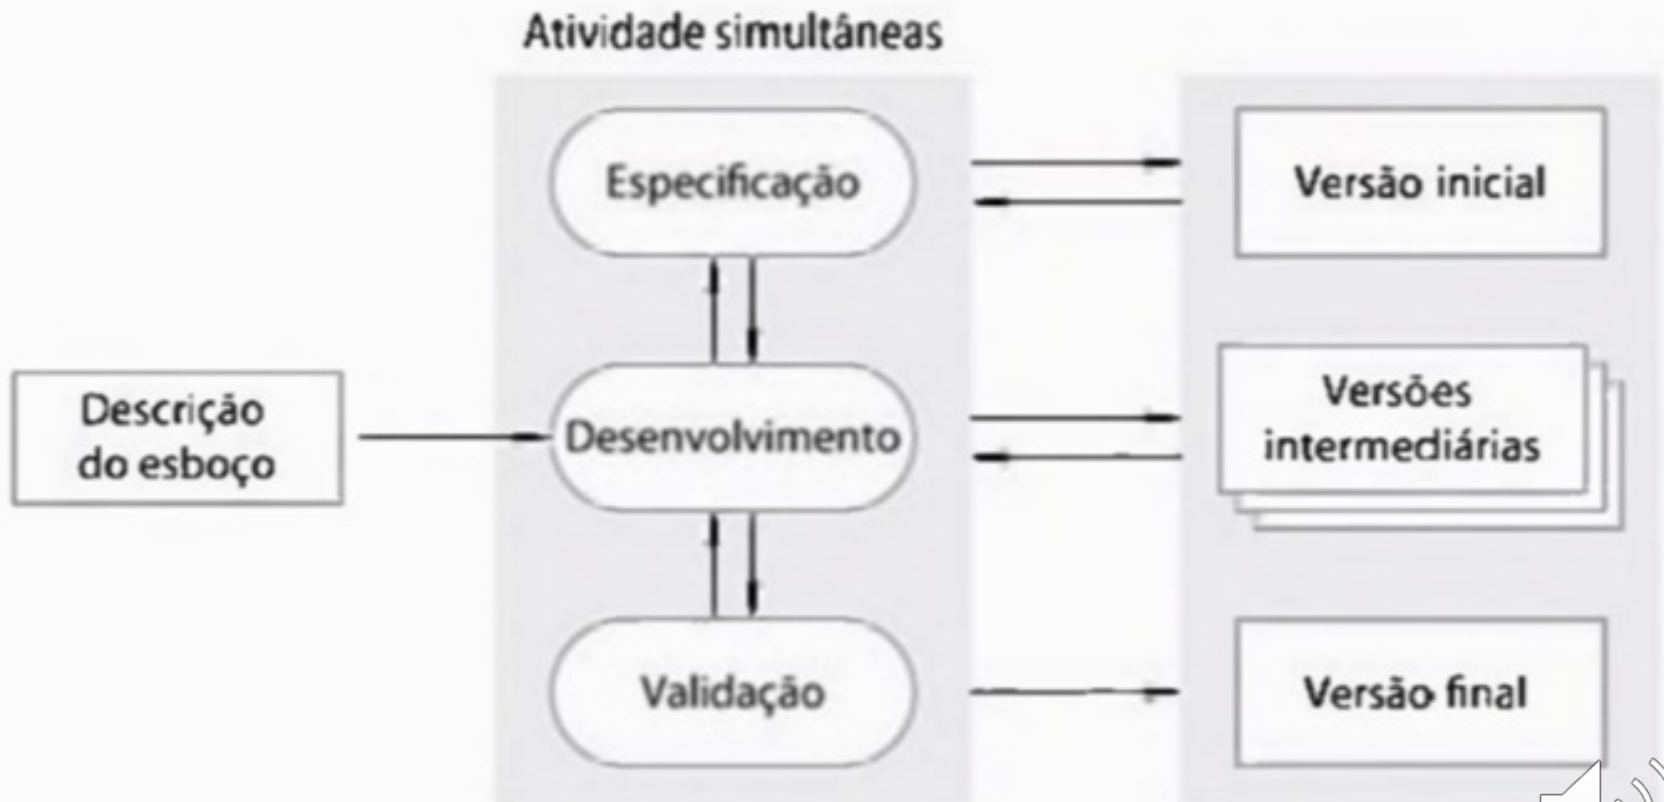 Atividade simultâneas
Especificação
Versão inicial
Descrição
do esboço
Desenvolvimento
Versões
intermediárias
Validação
Versão final